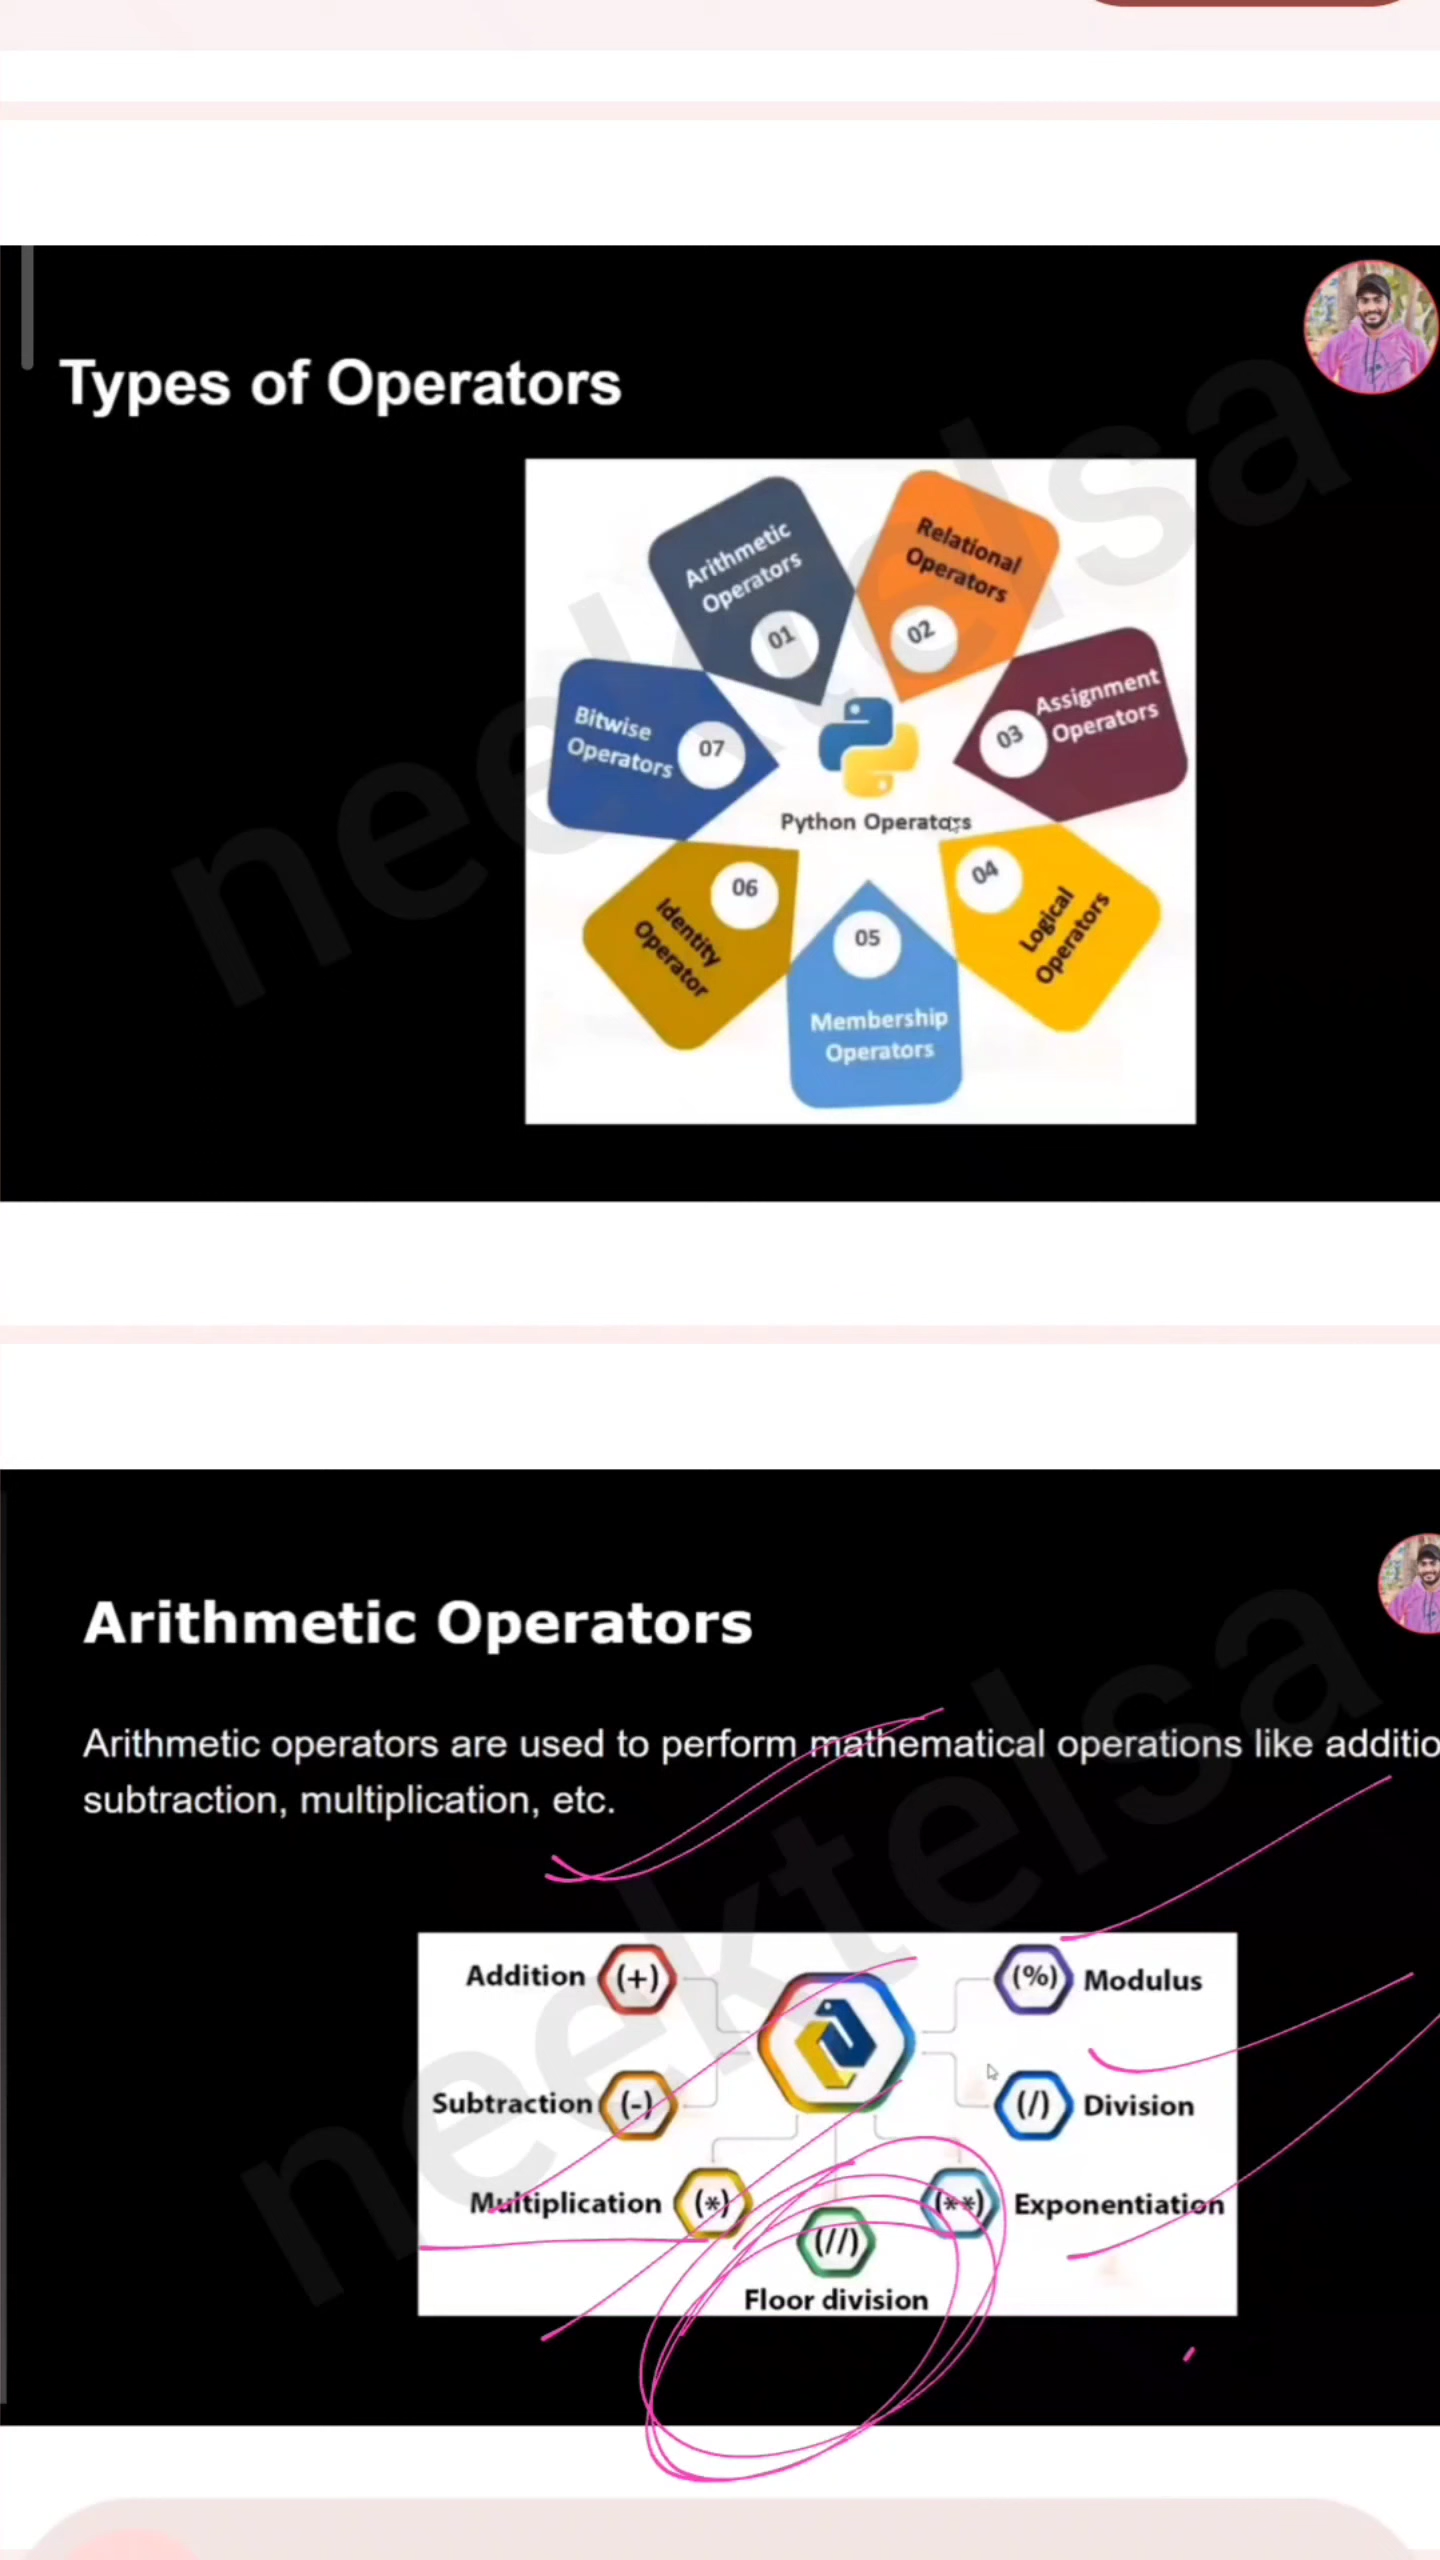 Types of Operators
Arithmetic
Operators
01
Relational
Operators
02
Assignment
Operators
03
Logical
Operators
04
Membership
Operators
05
Identity
Operator
06
Bitwise
Operators
07
Python Operators
neektelsa
Arithmetic Operators
Arithmetic operators are used to perform mathematical operations like additio
subtraction, multiplication, etc.
Addition (+)
(%) Modulus
Subtraction (-)
(/) Division
Multiplication (*)
(**) Exponentiation
(//)
Floor division
neektelsa